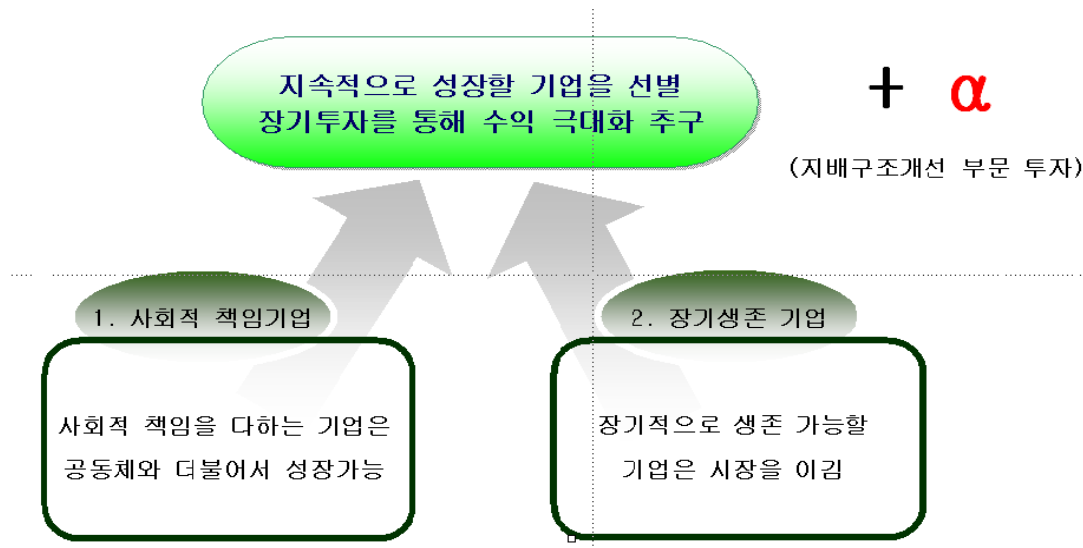 지속적으로 성장할 기업을 선별
장기투자를 통해 수익 극대화 추구
+ α
(지배구조개선 부문 투자)
1. 사회적 책임기업
2. 장기생존 기업
사회적 책임을 다하는 기업은
공동체와 더불어서 성장가능
장기적으로 생존 가능할
기업은 시장을 이김